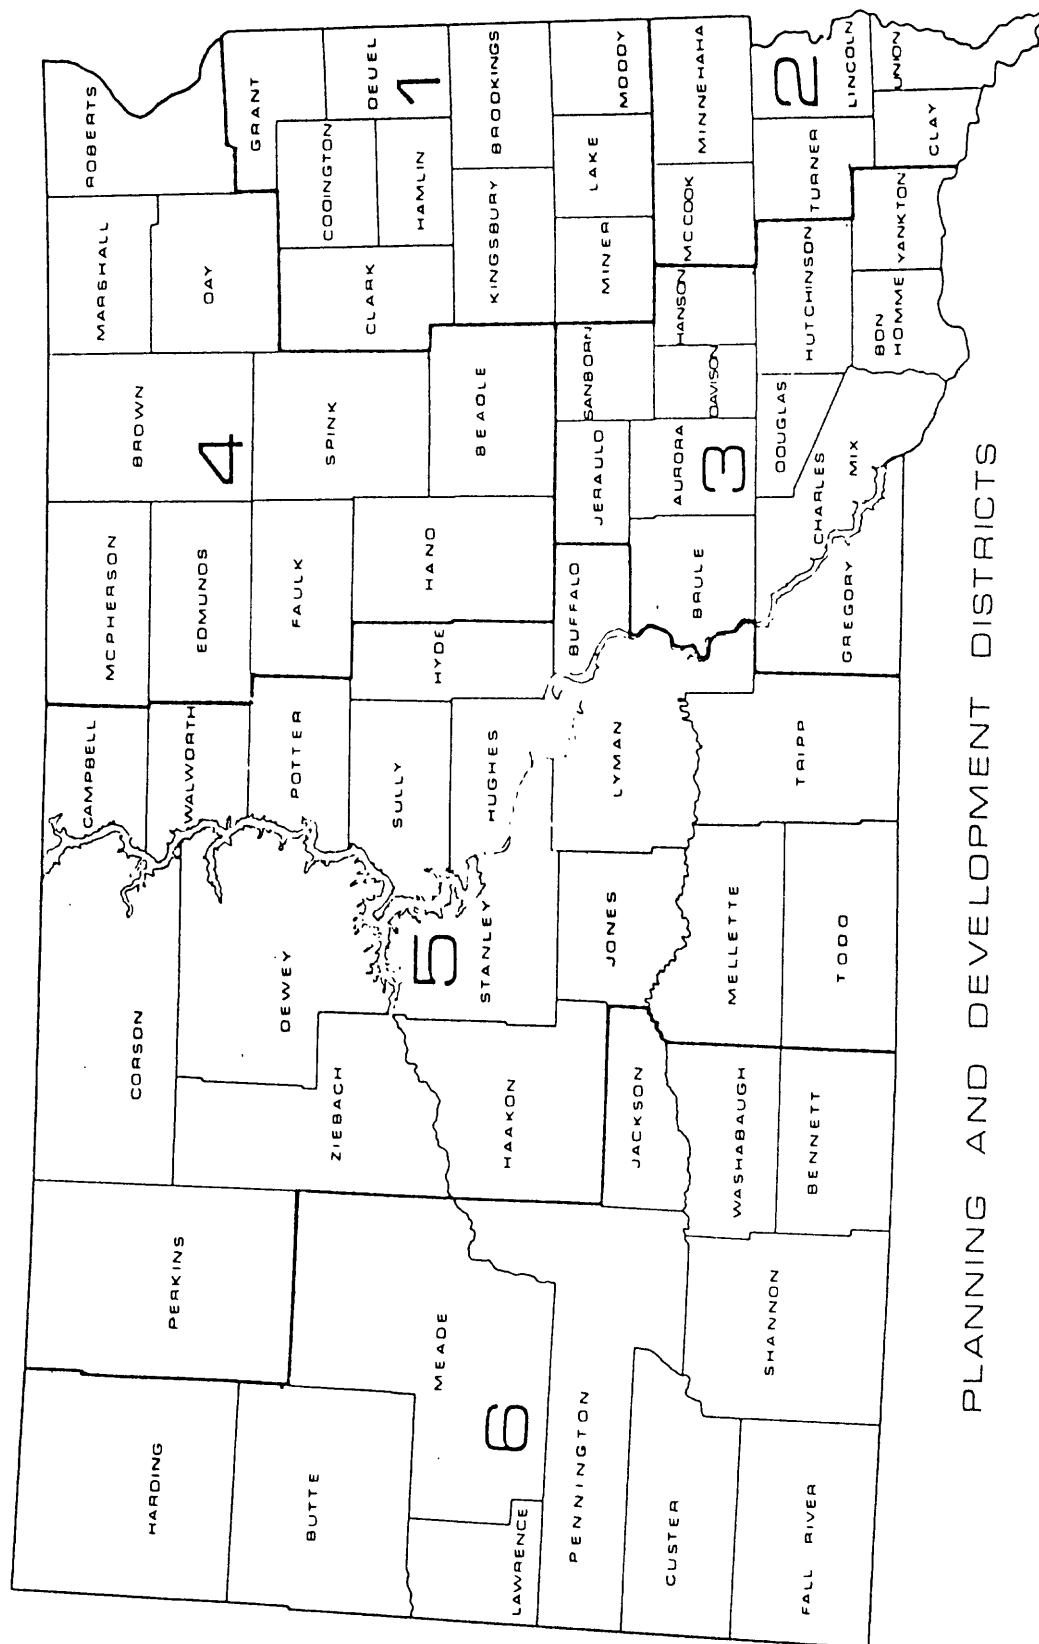 HARDING
PERKINS
CORSON
CAMPBELL
MCPHERSON
BROWN
MARSHALL
ROBERTS
BUTTE
ZIEBACH
DEWEY
WALWORTH
EDMUNDS
4
DAY
GRANT
POTTER
FAULK
SPINK
CODINGTON
DEUEL
CLARK
HAMLIN
1
LAWRENCE
MEADE
6
HAAKON
5
STANLEY
SULLY
HUGHES
HYDE
HAND
BEADLE
KINGSBURY
BROOKINGS
PENNINGTON
JACKSON
JONES
LYMAN
BUFFALO
JERAULD
SANBORN
MINER
LAKE
MOODY
CUSTER
WASHABAUGH
MELLETTE
BRULE
AURORA
3
DAVISON
HANSON
MC COOK
MINNEHAHA
FALL RIVER
SHANNON
BENNETT
TODD
TRIPP
GREGORY
CHARLES
MIX
DOUGLAS
HUTCHINSON
TURNER
2
LINCOLN
BON
HOMME
YANKTON
CLAY
UNION
PLANNING AND DEVELOPMENT DISTRICTS